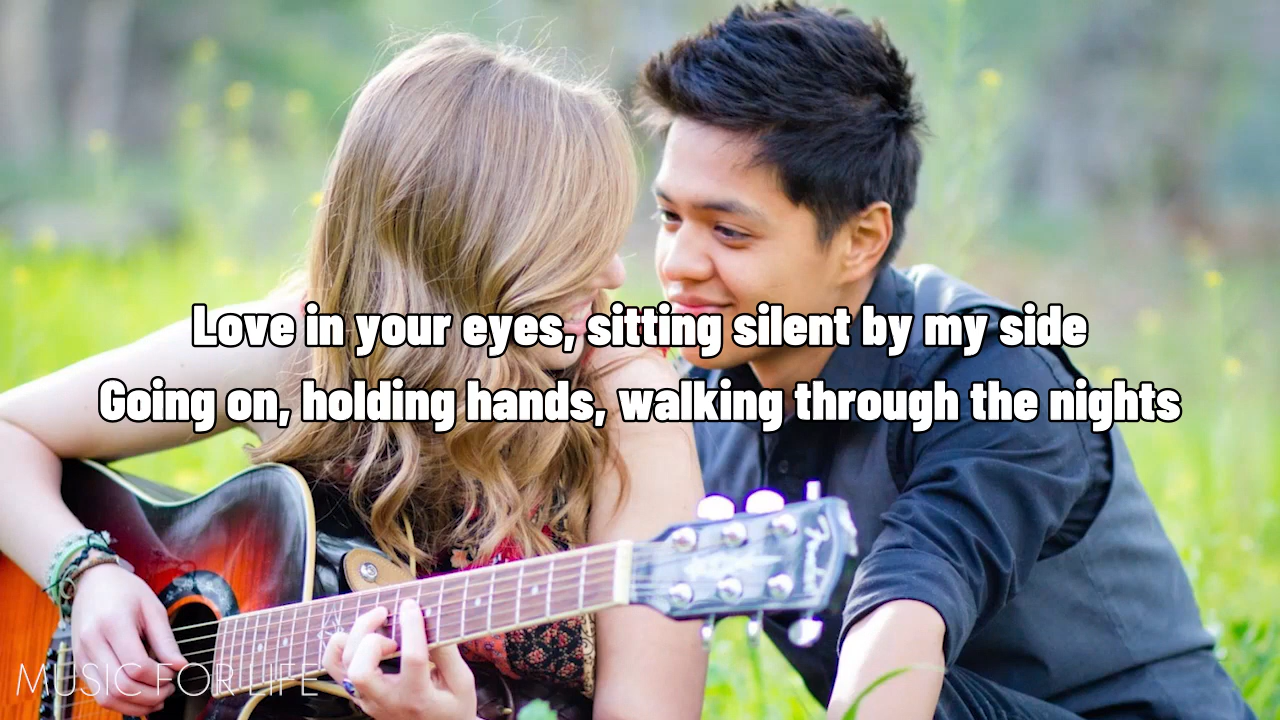 Love in your eyes, sitting silent by my side
Going on, holding hands, walking through the nights
Fender
MUSIC FOR LIFE